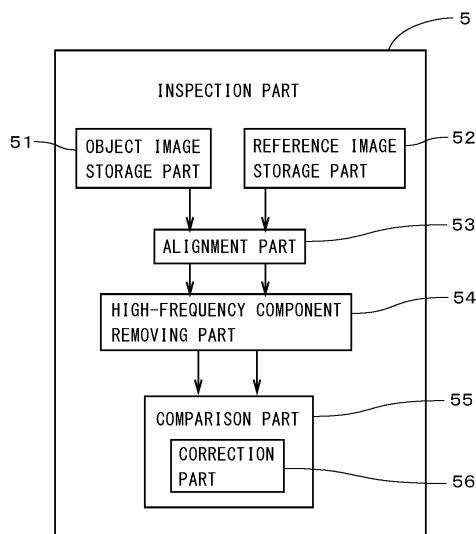 5
INSPECTION PART
51
OBJECT IMAGE
STORAGE PART
REFERENCE IMAGE
STORAGE PART
52
ALIGNMENT PART
53
HIGH-FREQUENCY COMPONENT
REMOVING PART
54
COMPARISON PART
55
CORRECTION
PART
56